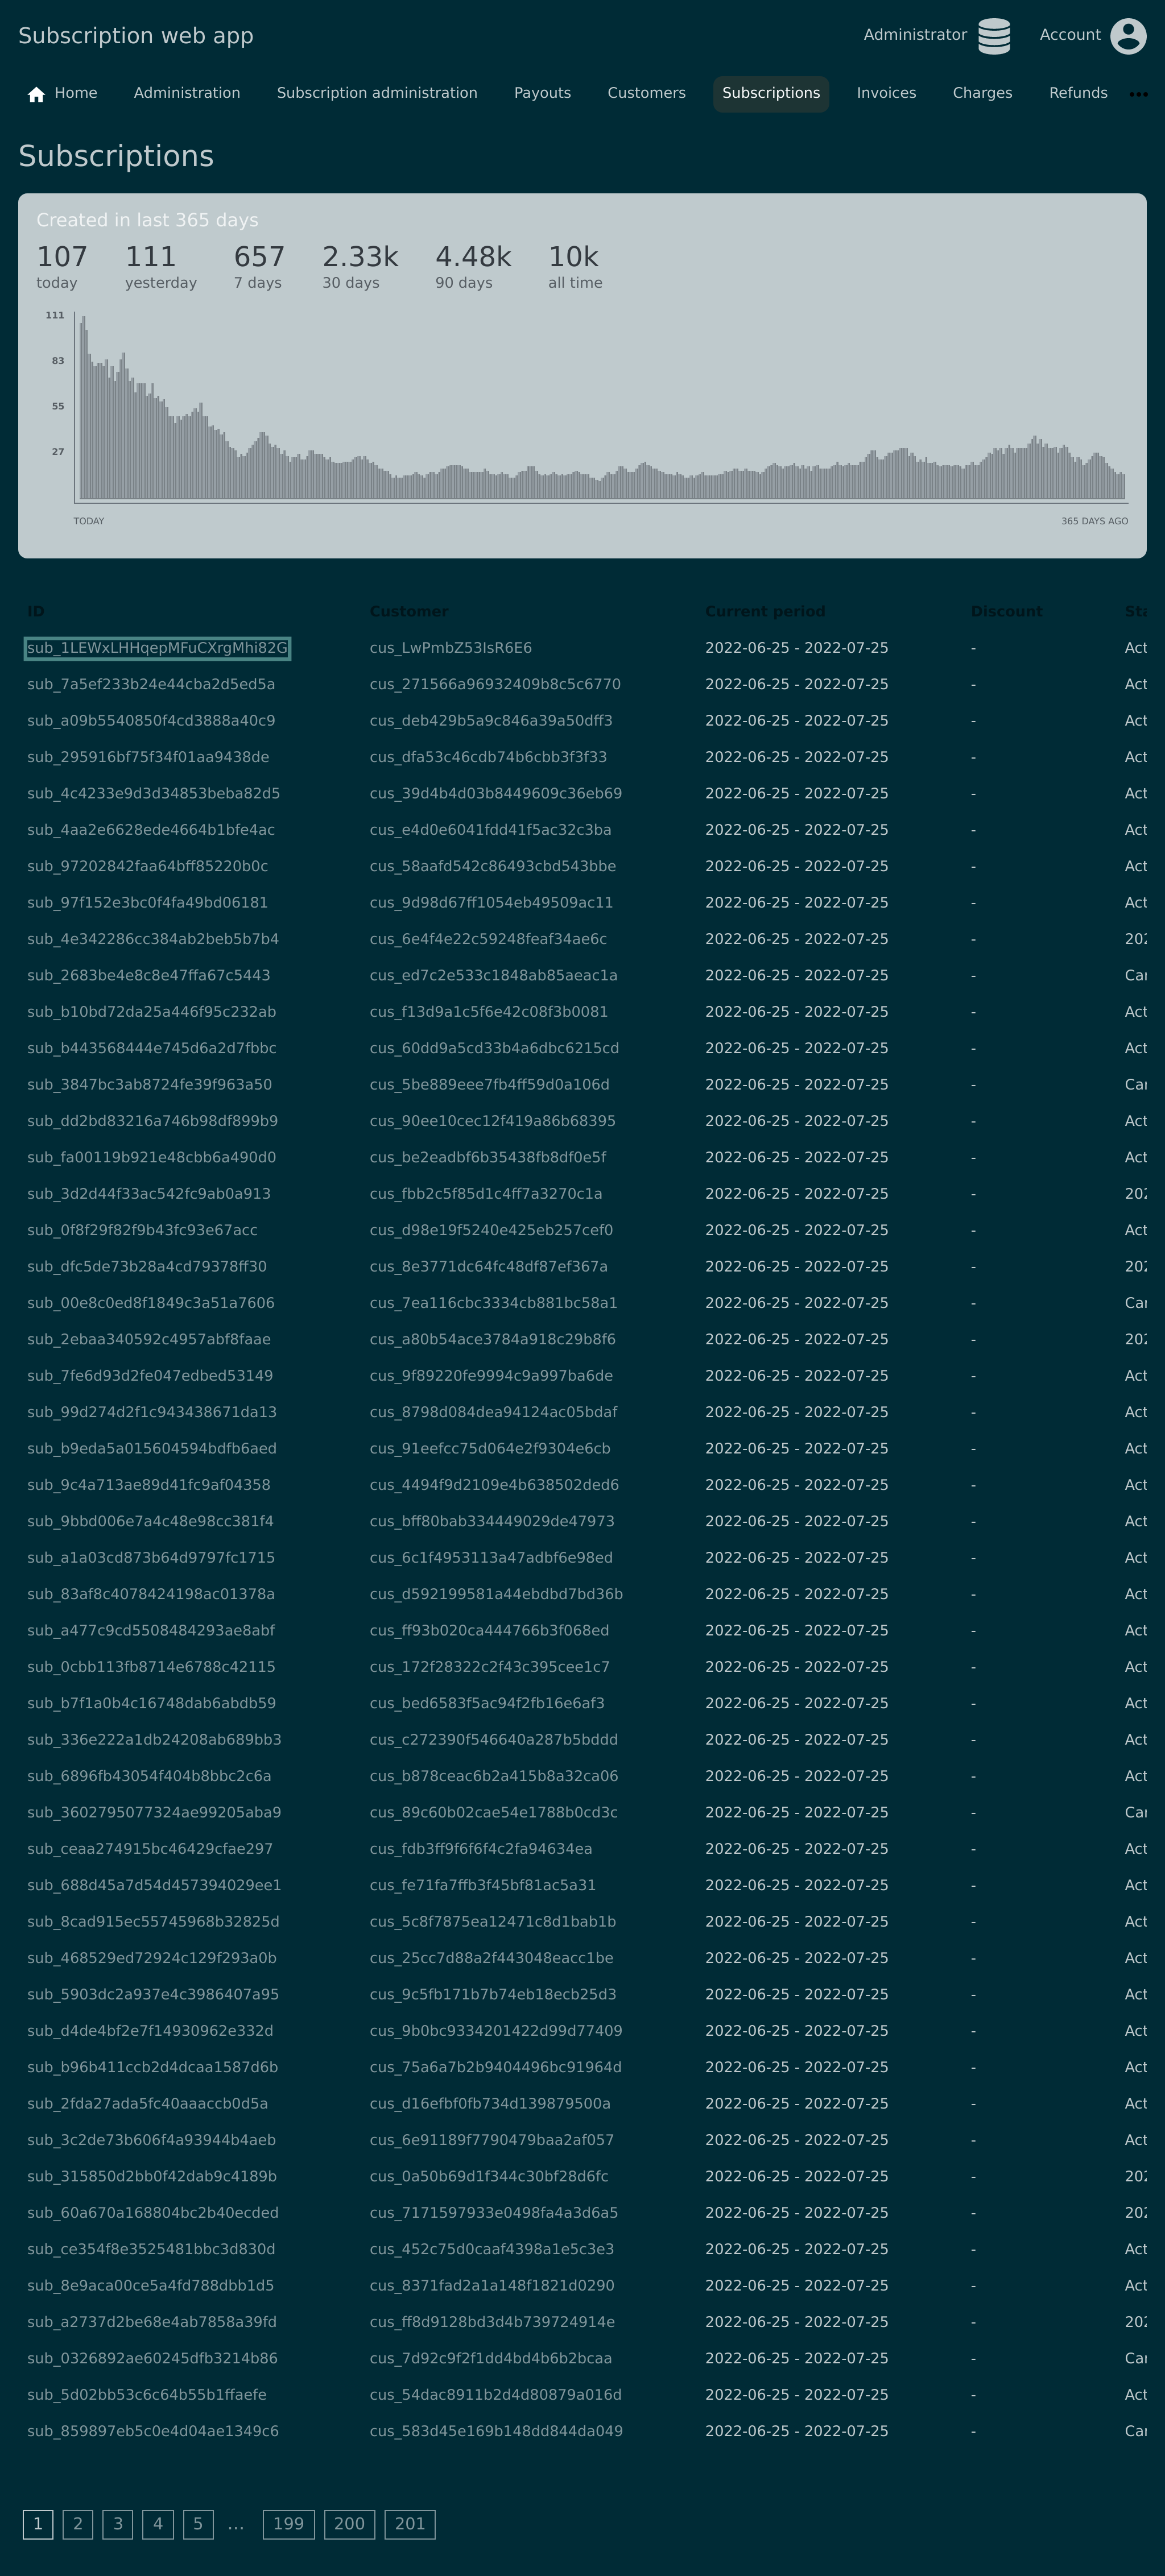 Subscription web app Administrator Account
Home Administration Subscription administration Payouts Customers Subscriptions Invoices Charges Refunds
Subscriptions
Created in last 365 days
107 111 657 2.33k 4.48k 10k
today yesterday 7 days 30 days 90 days all time
111
83
55
27
TODAY 365 DAYS AGO
ID Customer Current period Discount Sta
sub_1LEWxLHHqepMFuCXrgMhi82G cus_LwPmbZ53IsR6E6 2022-06-25 - 2022-07-25 - Act
sub_7a5ef233b24e44cba2d5ed5a cus_271566a96932409b8c5c6770 2022-06-25 - 2022-07-25 - Act
sub_a09b5540850f4cd3888a40c9 cus_deb429b5a9c846a39a50dff3 2022-06-25 - 2022-07-25 - Act
sub_295916bf75f34f01aa9438de cus_dfa53c46cdb74b6cbb3f3f33 2022-06-25 - 2022-07-25 - Act
sub_4c4233e9d3d34853beba82d5 cus_39d4b4d03b8449609c36eb69 2022-06-25 - 2022-07-25 - Act
sub_4aa2e6628ede4664b1bfe4ac cus_e4d0e6041fdd41f5ac32c3ba 2022-06-25 - 2022-07-25 - Act
sub_97202842faa64bff85220b0c cus_58aafd542c86493cbd543bbe 2022-06-25 - 2022-07-25 - Act
sub_97f152e3bc0f4fa49bd06181 cus_9d98d67ff1054eb49509ac11 2022-06-25 - 2022-07-25 - Act
sub_4e342286cc384ab2beb5b7b4 cus_6e4f4e22c59248feaf34ae6c 2022-06-25 - 2022-07-25 - 202
sub_2683be4e8c8e47ffa67c5443 cus_ed7c2e533c1848ab85aeac1a 2022-06-25 - 2022-07-25 - Can
sub_b10bd72da25a446f95c232ab cus_f13d9a1c5f6e42c08f3b0081 2022-06-25 - 2022-07-25 - Act
sub_b443568444e745d6a2d7fbbc cus_60dd9a5cd33b4a6dbc6215cd 2022-06-25 - 2022-07-25 - Act
sub_3847bc3ab8724fe39f963a50 cus_5be889eee7fb4ff59d0a106d 2022-06-25 - 2022-07-25 - Can
sub_dd2bd83216a746b98df899b9 cus_90ee10cec12f419a86b68395 2022-06-25 - 2022-07-25 - Act
sub_fa00119b921e48cbb6a490d0 cus_be2eadbf6b35438fb8df0e5f 2022-06-25 - 2022-07-25 - Act
sub_3d2d44f33ac542fc9ab0a913 cus_fbb2c5f85d1c4ff7a3270c1a 2022-06-25 - 2022-07-25 - 202
sub_0f8f29f82f9b43fc93e67acc cus_d98e19f5240e425eb257cef0 2022-06-25 - 2022-07-25 - Act
sub_dfc5de73b28a4cd79378ff30 cus_8e3771dc64fc48df87ef367a 2022-06-25 - 2022-07-25 - 202
sub_00e8c0ed8f1849c3a51a7606 cus_7ea116cbc3334cb881bc58a1 2022-06-25 - 2022-07-25 - Can
sub_2ebaa340592c4957abf8faae cus_a80b54ace3784a918c29b8f6 2022-06-25 - 2022-07-25 - 202
sub_7fe6d93d2fe047edbed53149 cus_9f89220fe9994c9a997ba6de 2022-06-25 - 2022-07-25 - Act
sub_99d274d2f1c943438671da13 cus_8798d084dea94124ac05bdaf 2022-06-25 - 2022-07-25 - Act
sub_b9eda5a015604594bdfb6aed cus_91eefcc75d064e2f9304e6cb 2022-06-25 - 2022-07-25 - Act
sub_9c4a713ae89d41fc9af04358 cus_4494f9d2109e4b638502ded6 2022-06-25 - 2022-07-25 - Act
sub_9bbd006e7a4c48e98cc381f4 cus_bff80bab334449029de47973 2022-06-25 - 2022-07-25 - Act
sub_a1a03cd873b64d9797fc1715 cus_6c1f4953113a47adbf6e98ed 2022-06-25 - 2022-07-25 - Act
sub_83af8c4078424198ac01378a cus_d592199581a44ebdbd7bd36b 2022-06-25 - 2022-07-25 - Act
sub_a477c9cd5508484293ae8abf cus_ff93b020ca444766b3f068ed 2022-06-25 - 2022-07-25 - Act
sub_0cbb113fb8714e6788c42115 cus_172f28322c2f43c395cee1c7 2022-06-25 - 2022-07-25 - Act
sub_b7f1a0b4c16748dab6abdb59 cus_bed6583f5ac94f2fb16e6af3 2022-06-25 - 2022-07-25 - Act
sub_336e222a1db24208ab689bb3 cus_c272390f546640a287b5bddd 2022-06-25 - 2022-07-25 - Act
sub_6896fb43054f404b8bbc2c6a cus_b878ceac6b2a415b8a32ca06 2022-06-25 - 2022-07-25 - Act
sub_3602795077324ae99205aba9 cus_89c60b02cae54e1788b0cd3c 2022-06-25 - 2022-07-25 - Can
sub_ceaa274915bc46429cfae297 cus_fdb3ff9f6f6f4c2fa94634ea 2022-06-25 - 2022-07-25 - Act
sub_688d45a7d54d457394029ee1 cus_fe71fa7ffb3f45bf81ac5a31 2022-06-25 - 2022-07-25 - Act
sub_8cad915ec55745968b32825d cus_5c8f7875ea12471c8d1bab1b 2022-06-25 - 2022-07-25 - Act
sub_468529ed72924c129f293a0b cus_25cc7d88a2f443048eacc1be 2022-06-25 - 2022-07-25 - Act
sub_5903dc2a937e4c3986407a95 cus_9c5fb171b7b74eb18ecb25d3 2022-06-25 - 2022-07-25 - Act
sub_d4de4bf2e7f14930962e332d cus_9b0bc9334201422d99d77409 2022-06-25 - 2022-07-25 - Act
sub_b96b411ccb2d4dcaa1587d6b cus_75a6a7b2b9404496bc91964d 2022-06-25 - 2022-07-25 - Act
sub_2fda27ada5fc40aaaccb0d5a cus_d16efbf0fb734d139879500a 2022-06-25 - 2022-07-25 - Act
sub_3c2de73b606f4a93944b4aeb cus_6e91189f7790479baa2af057 2022-06-25 - 2022-07-25 - Act
sub_315850d2bb0f42dab9c4189b cus_0a50b69d1f344c30bf28d6fc 2022-06-25 - 2022-07-25 - 202
sub_60a670a168804bc2b40ecded cus_7171597933e0498fa4a3d6a5 2022-06-25 - 2022-07-25 - 202
sub_ce354f8e3525481bbc3d830d cus_452c75d0caaf4398a1e5c3e3 2022-06-25 - 2022-07-25 - Act
sub_8e9aca00ce5a4fd788dbb1d5 cus_8371fad2a1a148f1821d0290 2022-06-25 - 2022-07-25 - Act
sub_a2737d2be68e4ab7858a39fd cus_ff8d9128bd3d4b739724914e 2022-06-25 - 2022-07-25 - 202
sub_0326892ae60245dfb3214b86 cus_7d92c9f2f1dd4bd4b6b2bcaa 2022-06-25 - 2022-07-25 - Can
sub_5d02bb53c6c64b55b1ffaefe cus_54dac8911b2d4d80879a016d 2022-06-25 - 2022-07-25 - Act
sub_859897eb5c0e4d04ae1349c6 cus_583d45e169b148dd844da049 2022-06-25 - 2022-07-25 - Can
1 2 3 4 5 ... 199 200 201